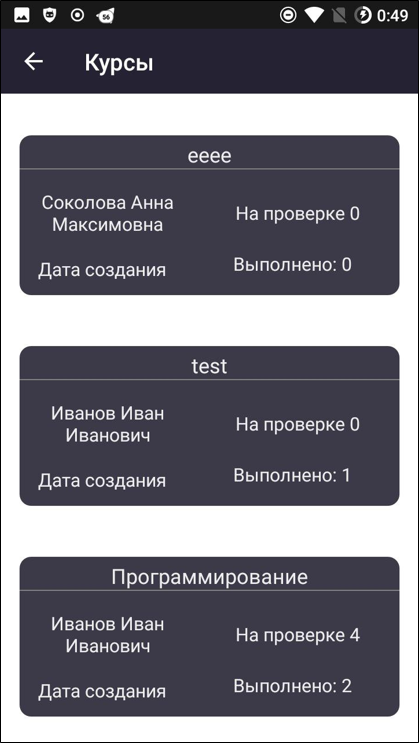 56
0:49
Курсы
eeee
Соколова Анна
Максимовна
На проверке 0
Дата создания
Выполнено: 0
test
Иванов Иван
Иванович
На проверке 0
Дата создания
Выполнено: 1
Программирование
Иванов Иван
Иванович
На проверке 4
Дата создания
Выполнено: 2